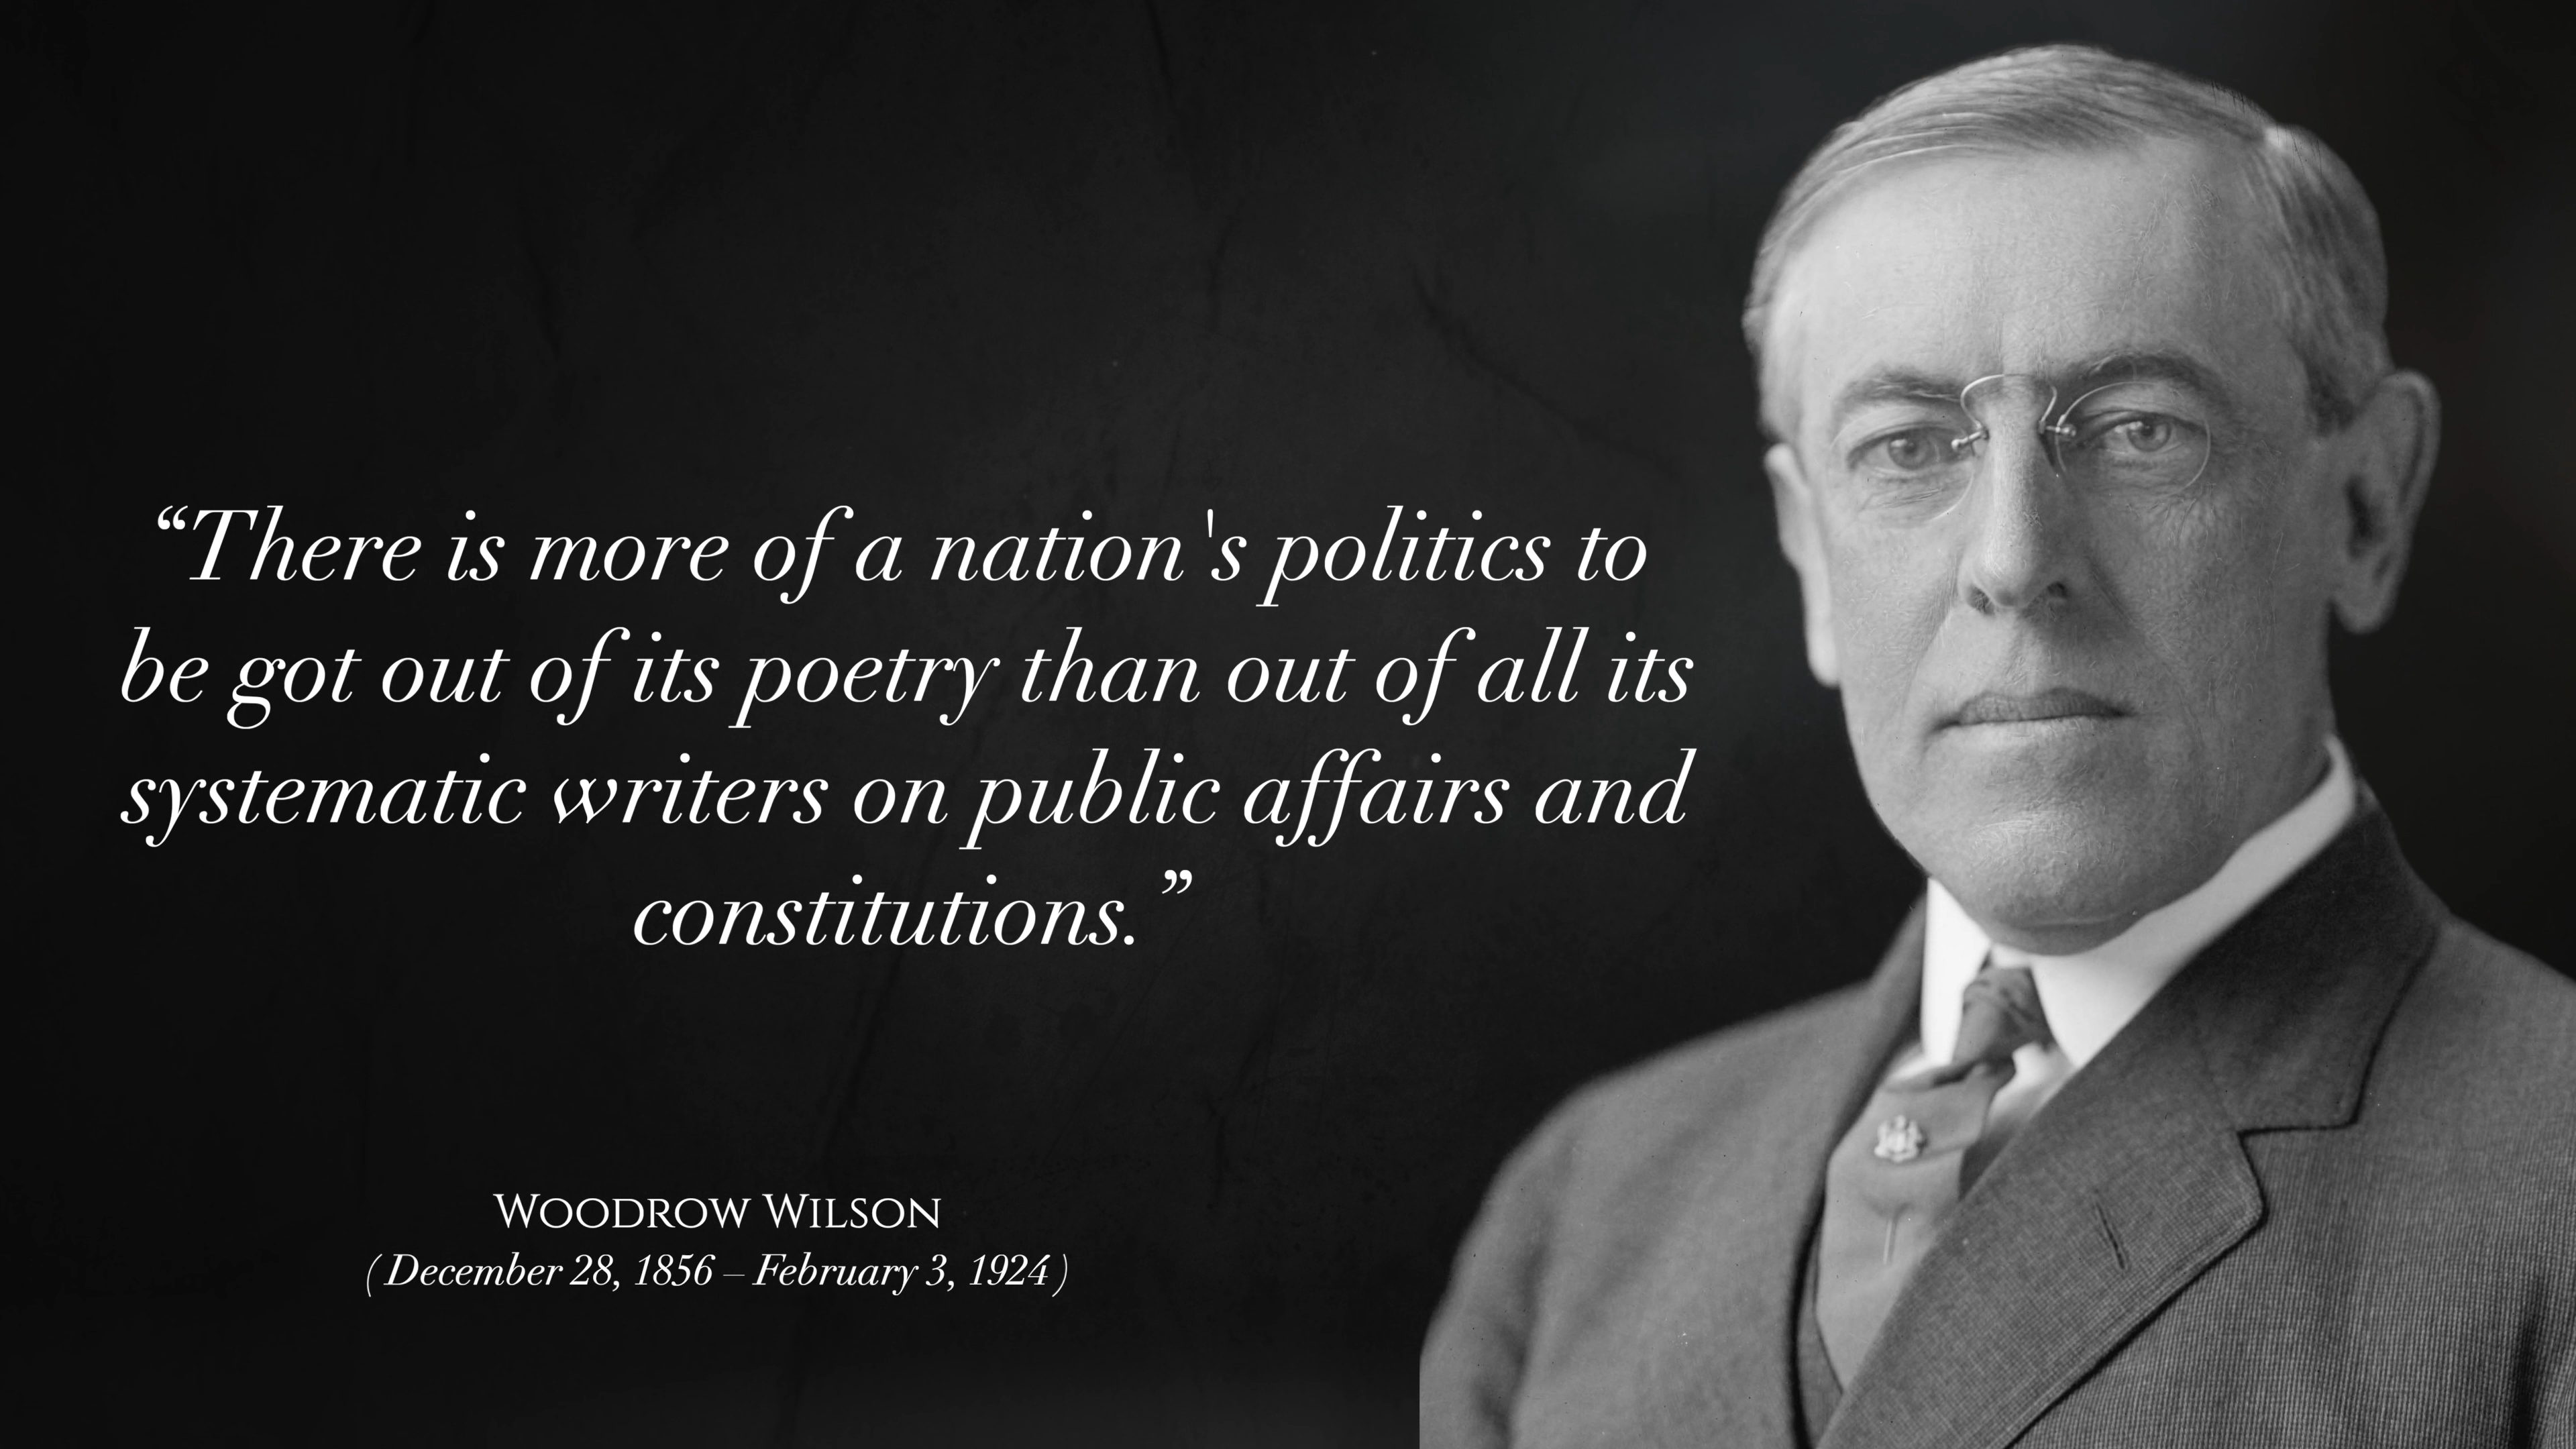 “There is more of a nation's politics to
be got out of its poetry than out of all its
systematic writers on public affairs and
constitutions.”
Woodrow Wilson
(December 28, 1856 – February 3, 1924)